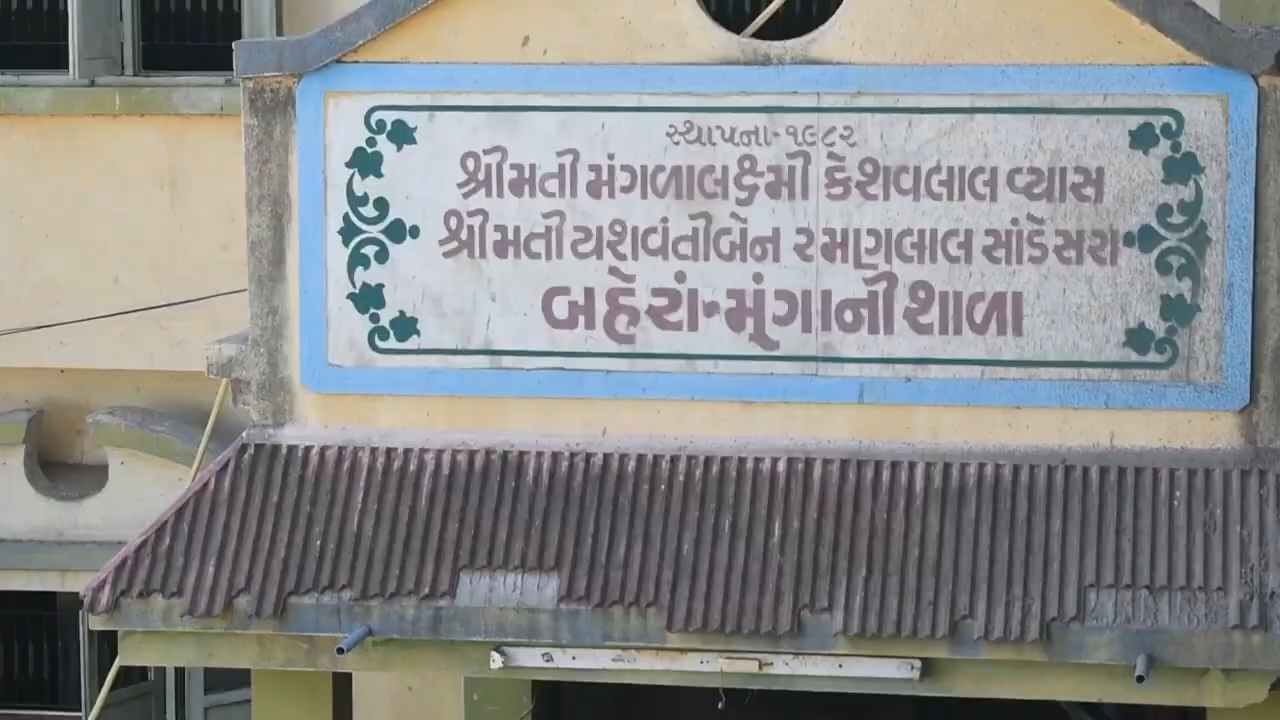 સ્થાપના-૧૯૮૨
શ્રીમતી મંગળાલક્ષ્મી કેશવલાલ વ્યાસ
શ્રીમતી યશવંતીબેન રમણલાલ સાંડેસરા
બહેરાં-મૂંગાની શાળા